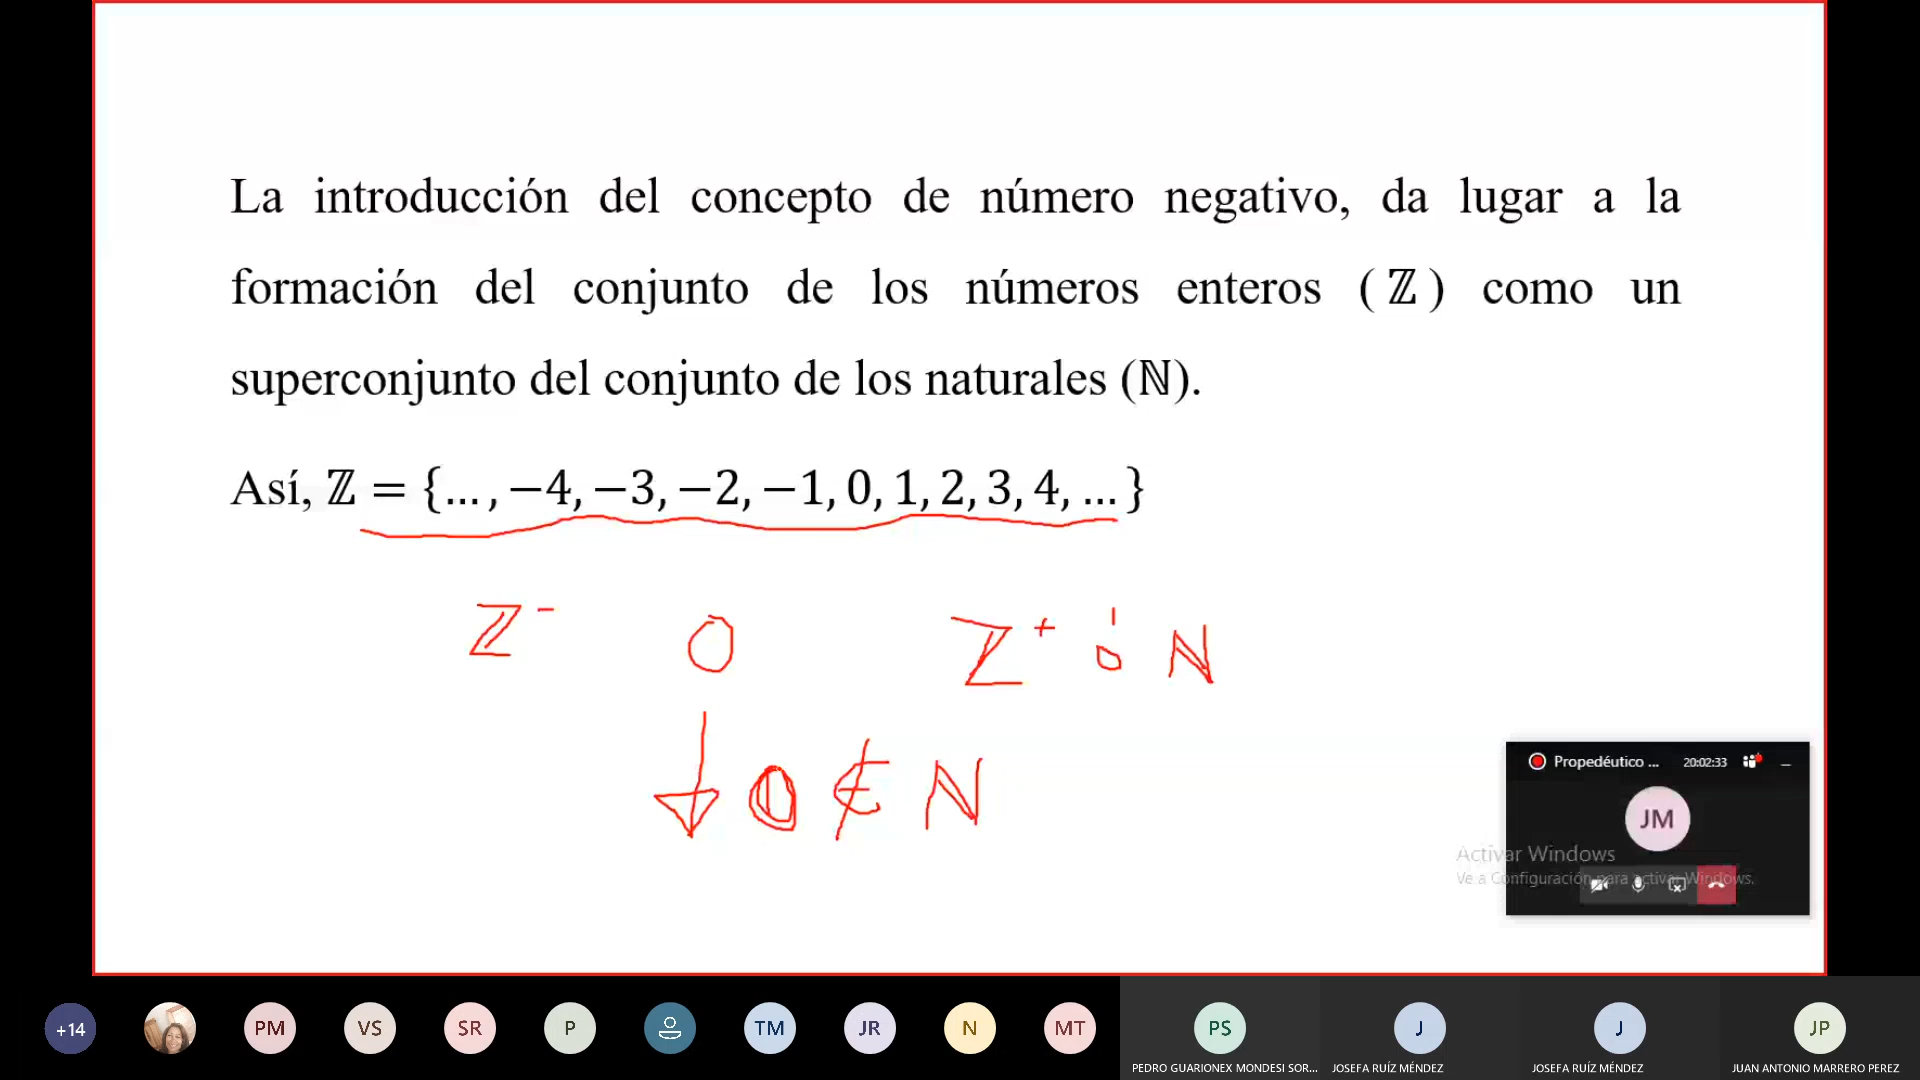 La introducción del concepto de número negativo, da lugar a la
formación del conjunto de los números enteros ( ℤ ) como un
superconjunto del conjunto de los naturales (ℕ).
Así, ℤ = {… , −4, −3, −2, −1, 0, 1, 2, 3, 4, … }
ℤ⁻ 0 ℤ⁺ ó ℕ
0 ∉ ℕ
Propedéutico ... 20:02:33
JM
Activar Windows
Ve a Configuración para activar Windows.
+14 PM VS SR P TM JR N MT PS J J JP
PEDRO GUARIONEX MONDESI SOR... JOSEFA RUÍZ MÉNDEZ JOSEFA RUÍZ MÉNDEZ JUAN ANTONIO MARRERO PEREZ